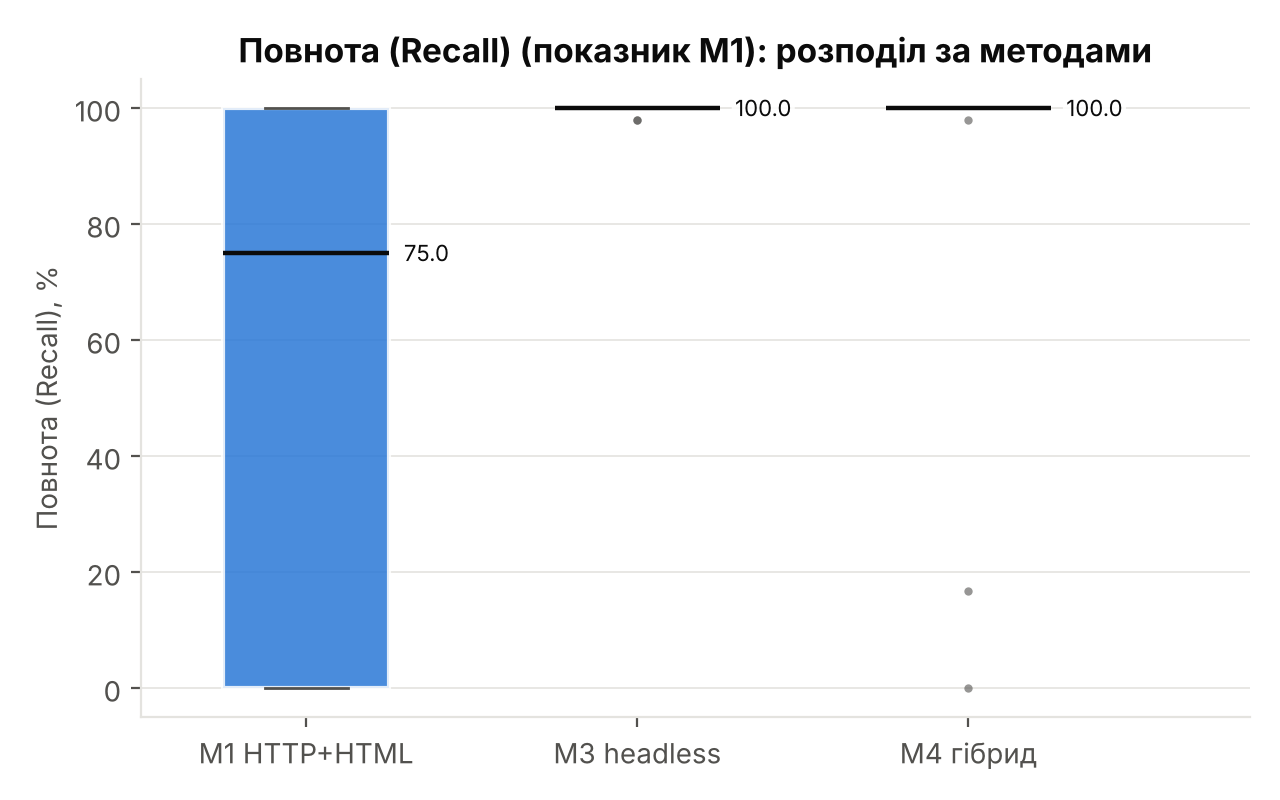 Повнота (Recall) (показник M1): розподіл за методами
Повнота (Recall), %
100
80
60
40
20
0
75.0
100.0
100.0
M1 HTTP+HTML
M3 headless
M4 гібрид